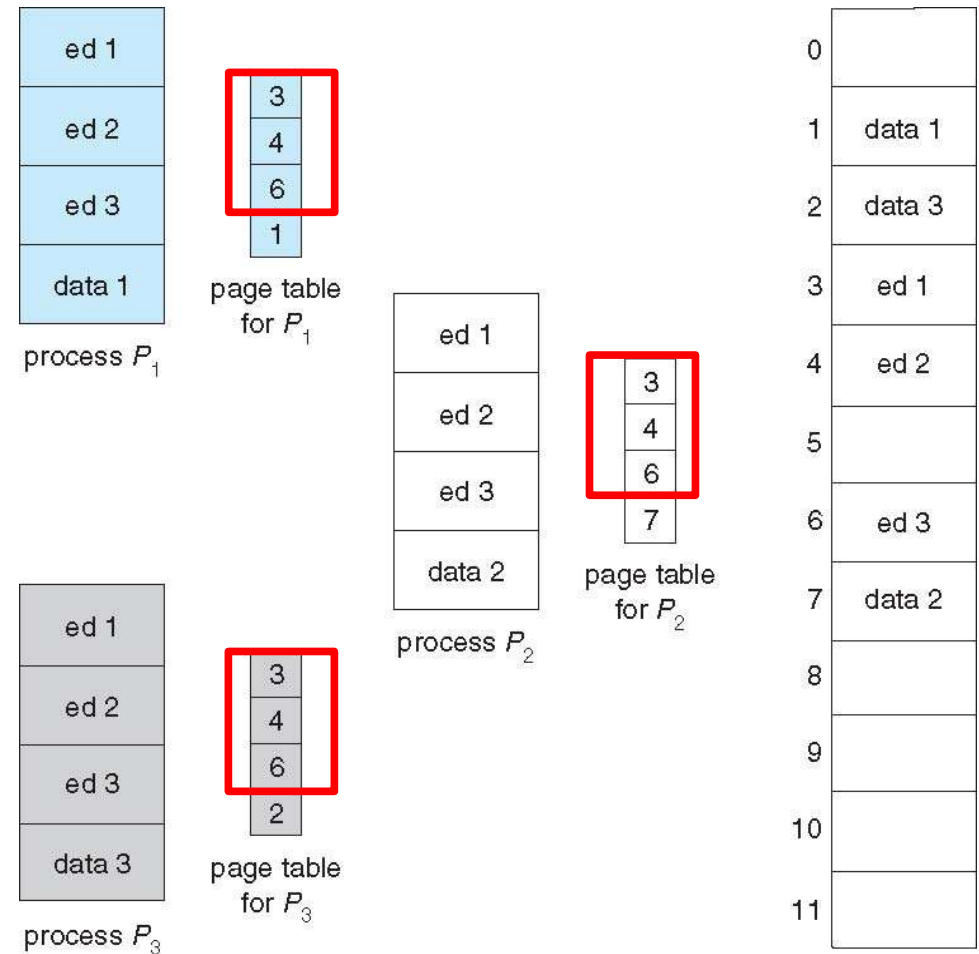 ed 1
ed 2
ed 3
data 1
process P1
3
4
6
1
page table
for P1
ed 1
ed 2
ed 3
data 2
process P2
3
4
6
7
page table
for P2
ed 1
ed 2
ed 3
data 3
process P3
3
4
6
2
page table
for P3
0
1 data 1
2 data 3
3 ed 1
4 ed 2
5
6 ed 3
7 data 2
8
9
10
11